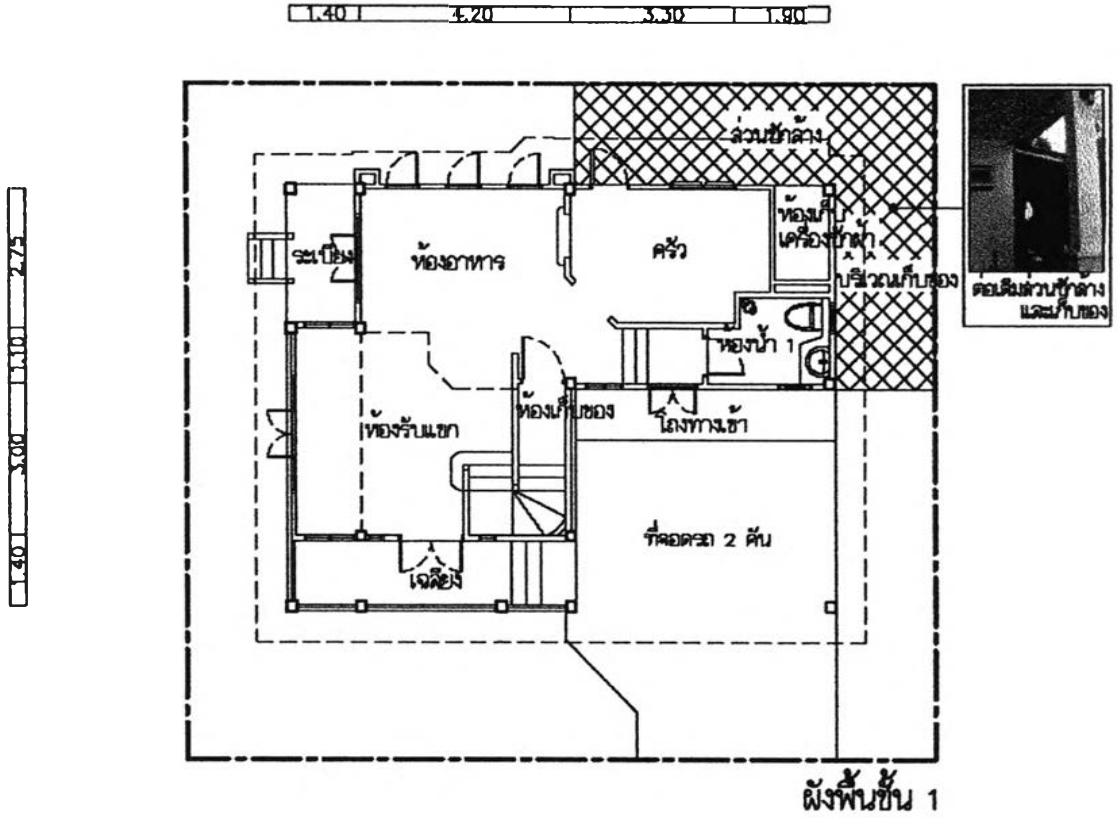 1.40 4.20 3.30 1.90
ส่วนซักล้าง
2.75
1.10
3.00
1.40
ระเบียง
ห้องอาหาร
ครัว
ห้องเก็บ
เครื่องซักผ้า
บริเวณเก็บของ
ต่อเติมส่วนซักล้าง
และเก็บของ
ห้องน้ำ 1
ห้องเก็บของ
โถงทางเข้า
ห้องรับแขก
ที่จอดรถ 2 คัน
เฉลียง
ผังพื้นชั้น 1